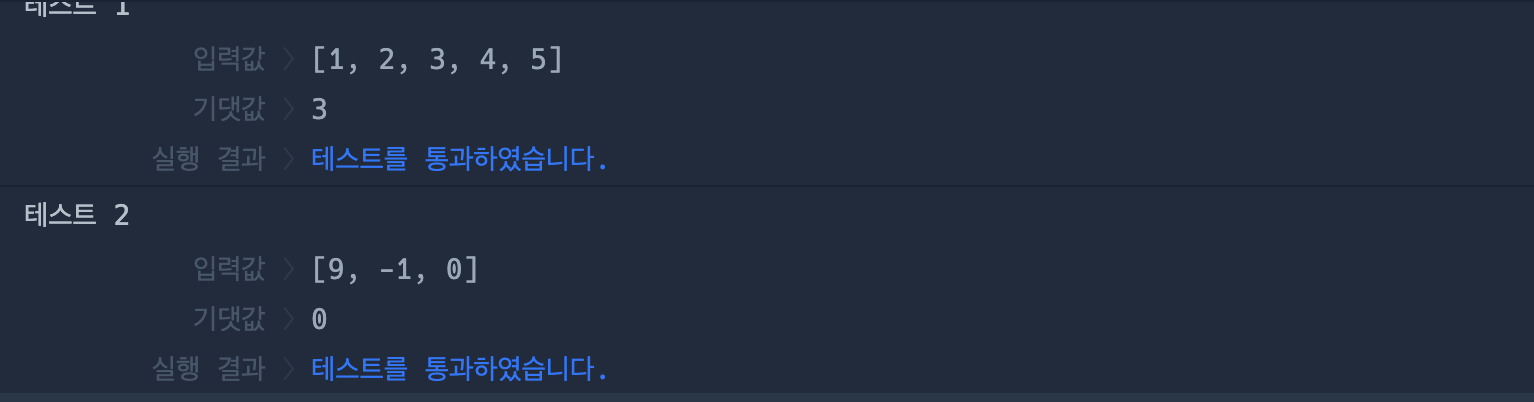 테스트 1
입력값 〉 [1, 2, 3, 4, 5]
기댓값 〉 3
실행 결과 〉 테스트를 통과하였습니다.
테스트 2
입력값 〉 [9, -1, 0]
기댓값 〉 0
실행 결과 〉 테스트를 통과하였습니다.